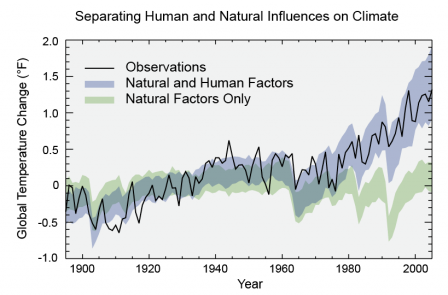 Separating Human and Natural Influences on Climate
2.0
1.5
1.0
0.5
0
-0.5
-1.0
Global Temperature Change (°F)
Observations
Natural and Human Factors
Natural Factors Only
1900 1920 1940 1960 1980 2000
Year